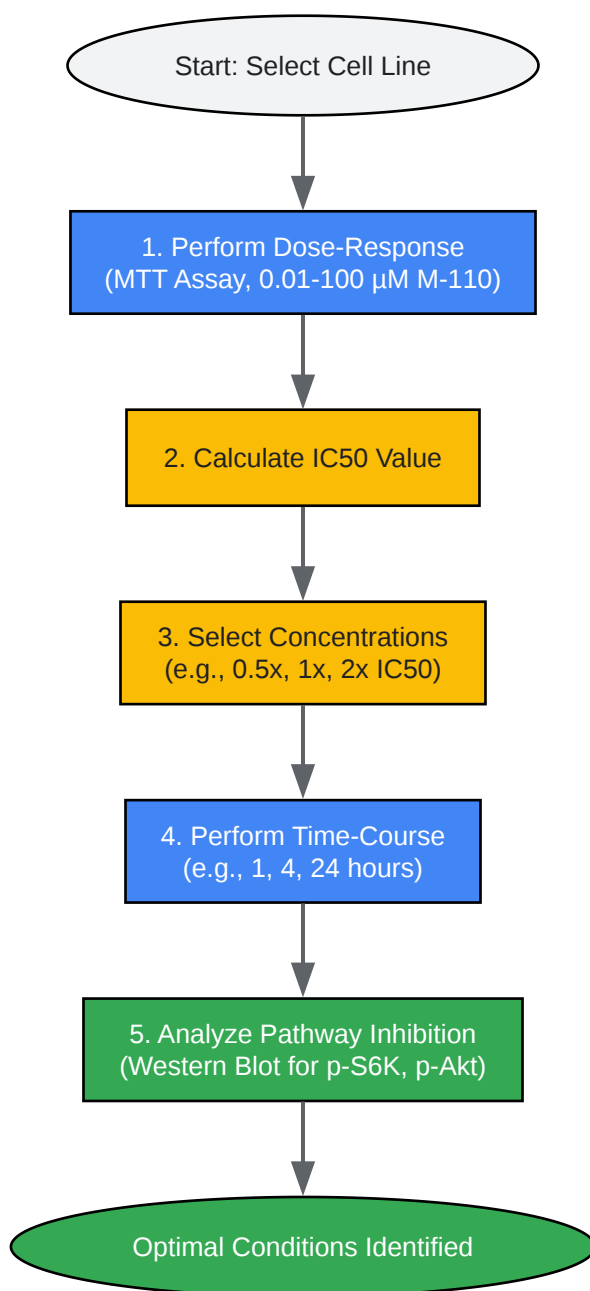 Start: Select Cell Line
1. Perform Dose-Response
(MTT Assay, 0.01-100 µM M-110)
2. Calculate IC50 Value
3. Select Concentrations
(e.g., 0.5x, 1x, 2x IC50)
4. Perform Time-Course
(e.g., 1, 4, 24 hours)
5. Analyze Pathway Inhibition
(Western Blot for p-S6K, p-Akt)
Optimal Conditions Identified